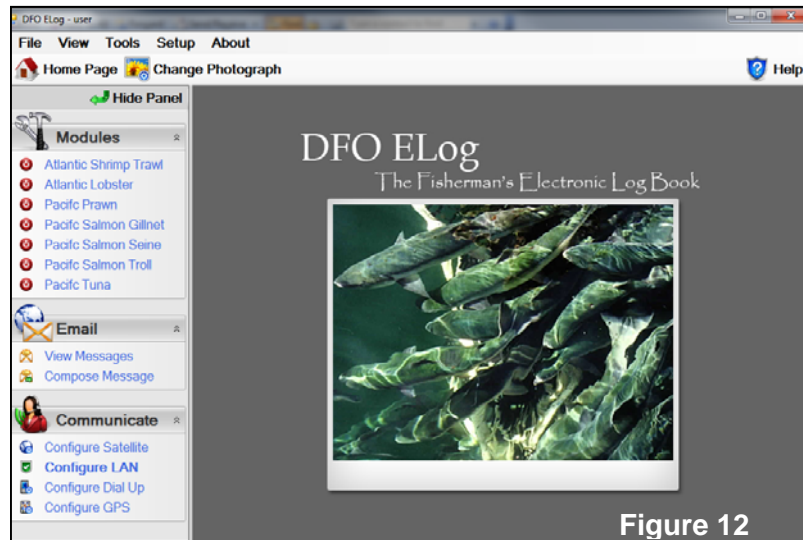 DFO ELog - user
File View Tools Setup About
Home Page Change Photograph Help
Hide Panel
Modules
Atlantic Shrimp Trawl
Atlantic Lobster
Pacifc Prawn
Pacifc Salmon Gillnet
Pacifc Salmon Seine
Pacifc Salmon Troll
Pacifc Tuna
Email
View Messages
Compose Message
Communicate
Configure Satellite
Configure LAN
Configure Dial Up
Configure GPS
DFO ELog
The Fisherman's Electronic Log Book
Figure 12